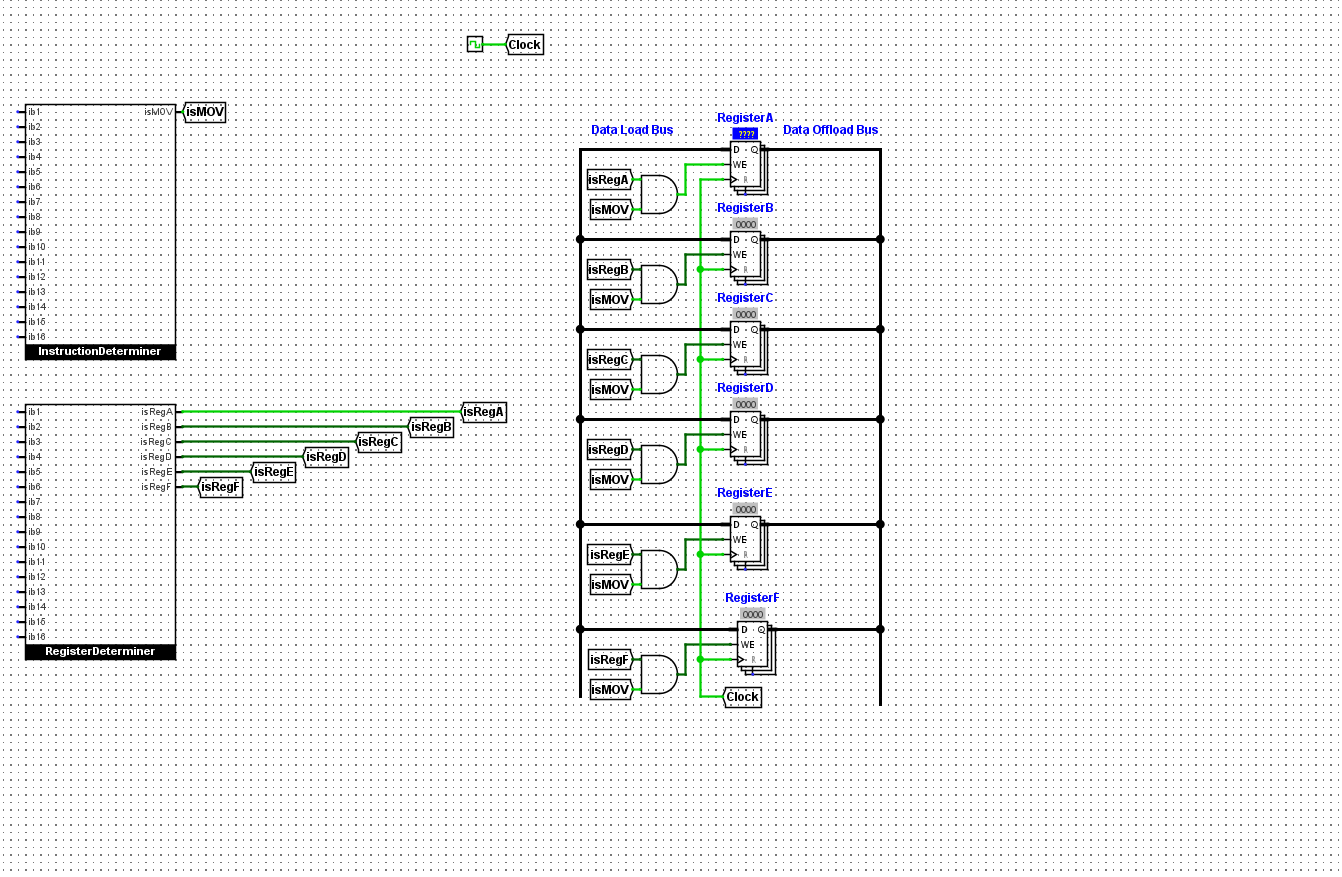 Clock
ib1 isMOV isMOV
ib2
ib3
ib4
ib5
ib6
ib7
ib8
ib9
ib10
ib11
ib12
ib13
ib14
ib15
ib16
InstructionDeterminer
ib1 isRegA isRegA
ib2 isRegB isRegB
ib3 isRegC isRegC
ib4 isRegD isRegD
ib5 isRegE isRegE
ib6 isRegF isRegF
ib7
ib8
ib9
ib10
ib11
ib12
ib13
ib14
ib15
ib16
RegisterDeterminer
RegisterA
Data Load Bus Data Offload Bus
????
D Q
WE
isRegA R
isMOV
RegisterB
0000
D Q
WE
isRegB R
isMOV
RegisterC
0000
D Q
WE
isRegC R
isMOV
RegisterD
0000
D Q
WE
isRegD R
isMOV
RegisterE
0000
D Q
WE
isRegE R
isMOV
RegisterF
0000
D Q
WE
isRegF R
isMOV
Clock